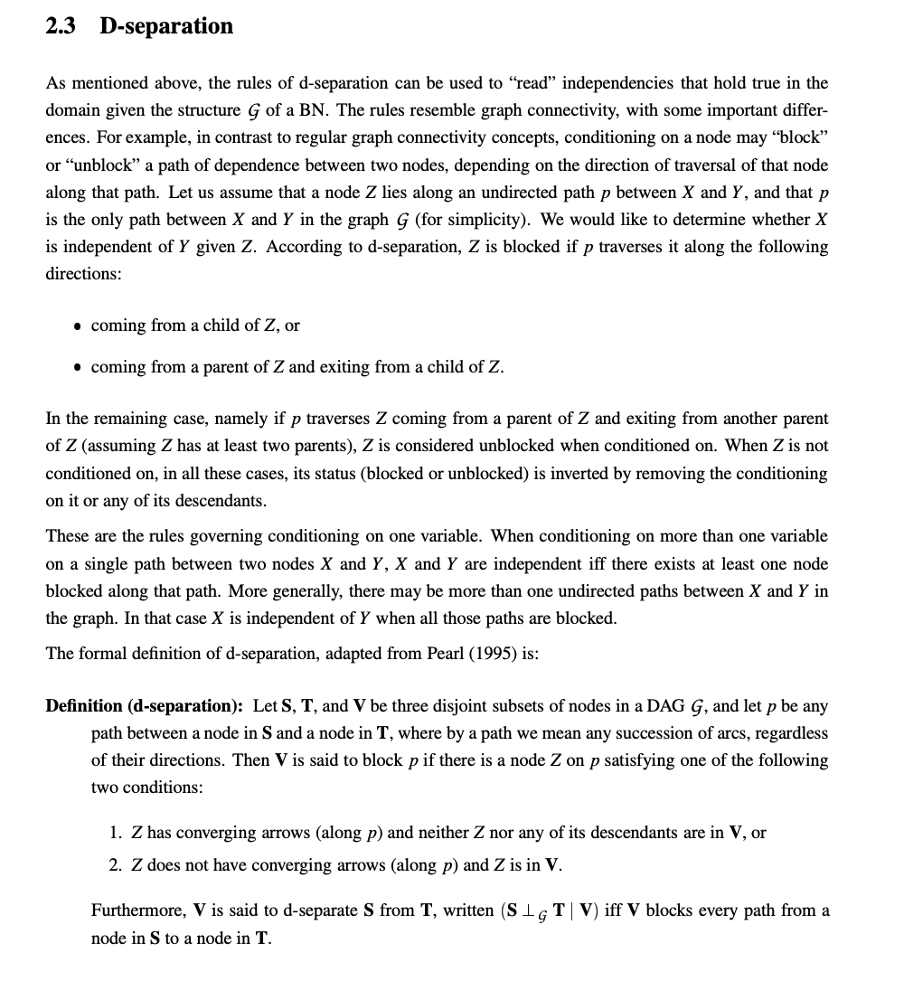 2.3 D-separation
As mentioned above, the rules of d-separation can be used to “read” independencies that hold true in the
domain given the structure 𝒢 of a BN. The rules resemble graph connectivity, with some important differ-
ences. For example, in contrast to regular graph connectivity concepts, conditioning on a node may “block”
or “unblock” a path of dependence between two nodes, depending on the direction of traversal of that node
along that path. Let us assume that a node Z lies along an undirected path p between X and Y, and that p
is the only path between X and Y in the graph 𝒢 (for simplicity). We would like to determine whether X
is independent of Y given Z. According to d-separation, Z is blocked if p traverses it along the following
directions:
• coming from a child of Z, or
• coming from a parent of Z and exiting from a child of Z.
In the remaining case, namely if p traverses Z coming from a parent of Z and exiting from another parent
of Z (assuming Z has at least two parents), Z is considered unblocked when conditioned on. When Z is not
conditioned on, in all these cases, its status (blocked or unblocked) is inverted by removing the conditioning
on it or any of its descendants.
These are the rules governing conditioning on one variable. When conditioning on more than one variable
on a single path between two nodes X and Y, X and Y are independent iff there exists at least one node
blocked along that path. More generally, there may be more than one undirected paths between X and Y in
the graph. In that case X is independent of Y when all those paths are blocked.
The formal definition of d-separation, adapted from Pearl (1995) is:
Definition (d-separation): Let S, T, and V be three disjoint subsets of nodes in a DAG 𝒢, and let p be any
path between a node in S and a node in T, where by a path we mean any succession of arcs, regardless
of their directions. Then V is said to block p if there is a node Z on p satisfying one of the following
two conditions:
1. Z has converging arrows (along p) and neither Z nor any of its descendants are in V, or
2. Z does not have converging arrows (along p) and Z is in V.
Furthermore, V is said to d-separate S from T, written (S ⊥𝒢 T | V) iff V blocks every path from a
node in S to a node in T.